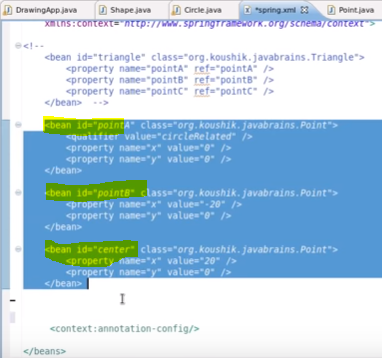 DrawingApp.java Shape.java Circle.java *spring.xml Point.java
xmlns:context="http://www.springframework.org/schema/context">
<!--
<bean id="triangle" class="org.koushik.javabrains.Triangle">
<property name="pointA" ref="pointA" />
<property name="pointB" ref="pointB" />
<property name="pointC" ref="pointC" />
</bean> -->
<bean id="pointA" class="org.koushik.javabrains.Point">
<qualifier value="circleRelated" />
<property name="x" value="0" />
<property name="y" value="0" />
</bean>
<bean id="pointB" class="org.koushik.javabrains.Point">
<property name="x" value="-20" />
<property name="y" value="0" />
</bean>
<bean id="center" class="org.koushik.javabrains.Point">
<property name="x" value="20" />
<property name="y" value="0" />
</bean>
<context:annotation-config/>
</beans>